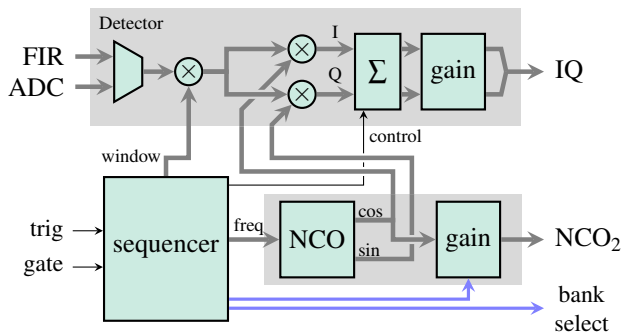 Detector
FIR
ADC
×
×
×
I
Q
Σ
gain
IQ
window
control
trig
gate
sequencer
freq
NCO
cos
sin
gain
NCO₂
bank
select